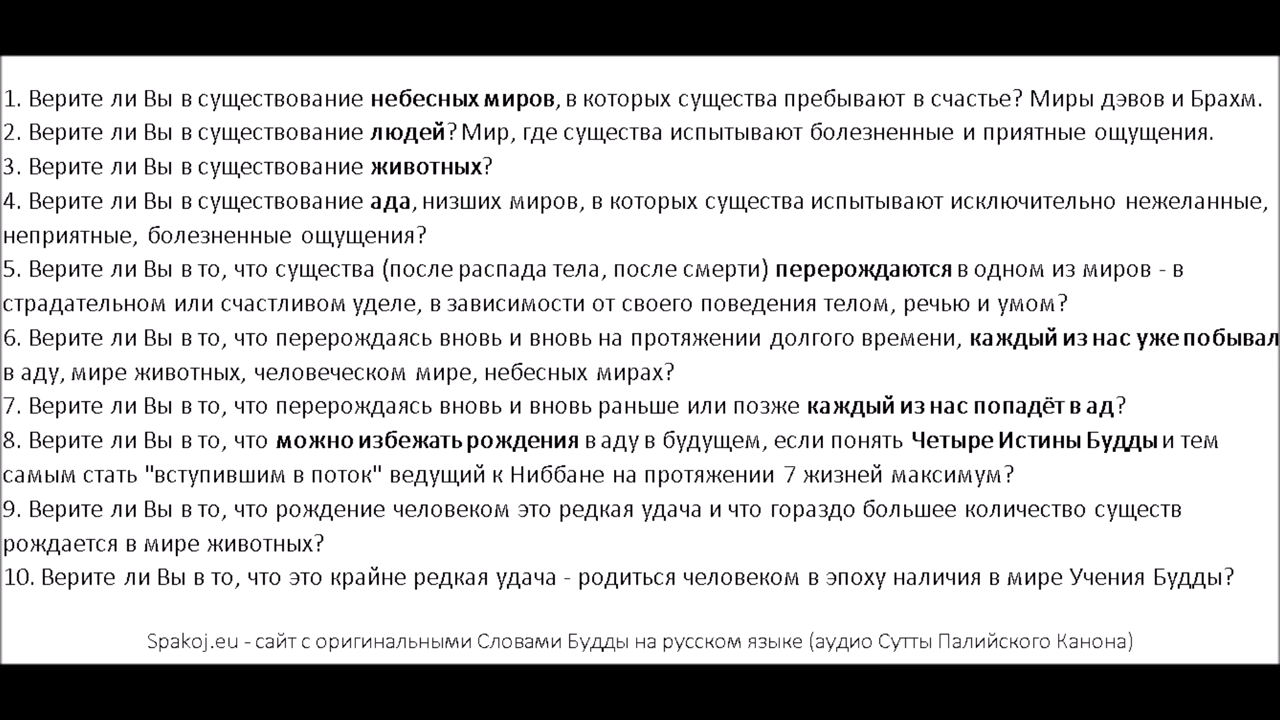 1. Верите ли Вы в существование небесных миров, в которых существа пребывают в счастье? Миры дэвов и Брахм.
2. Верите ли Вы в существование людей? Мир, где существа испытывают болезненные и приятные ощущения.
3. Верите ли Вы в существование животных?
4. Верите ли Вы в существование ада, низших миров, в которых существа испытывают исключительно нежеланные,
неприятные, болезненные ощущения?
5. Верите ли Вы в то, что существа (после распада тела, после смерти) перерождаются в одном из миров - в
страдательном или счастливом уделе, в зависимости от своего поведения телом, речью и умом?
6. Верите ли Вы в то, что перерождаясь вновь и вновь на протяжении долгого времени, каждый из нас уже побывал
в аду, мире животных, человеческом мире, небесных мирах?
7. Верите ли Вы в то, что перерождаясь вновь и вновь раньше или позже каждый из нас попадёт в ад?
8. Верите ли Вы в то, что можно избежать рождения в аду в будущем, если понять Четыре Истины Будды и тем
самым стать "вступившим в поток" ведущий к Ниббане на протяжении 7 жизней максимум?
9. Верите ли Вы в то, что рождение человеком это редкая удача и что гораздо большее количество существ
рождается в мире животных?
10. Верите ли Вы в то, что это крайне редкая удача - родиться человеком в эпоху наличия в мире Учения Будды?
Spakoj.eu - сайт с оригинальными Словами Будды на русском языке (аудио Сутты Палийского Канона)